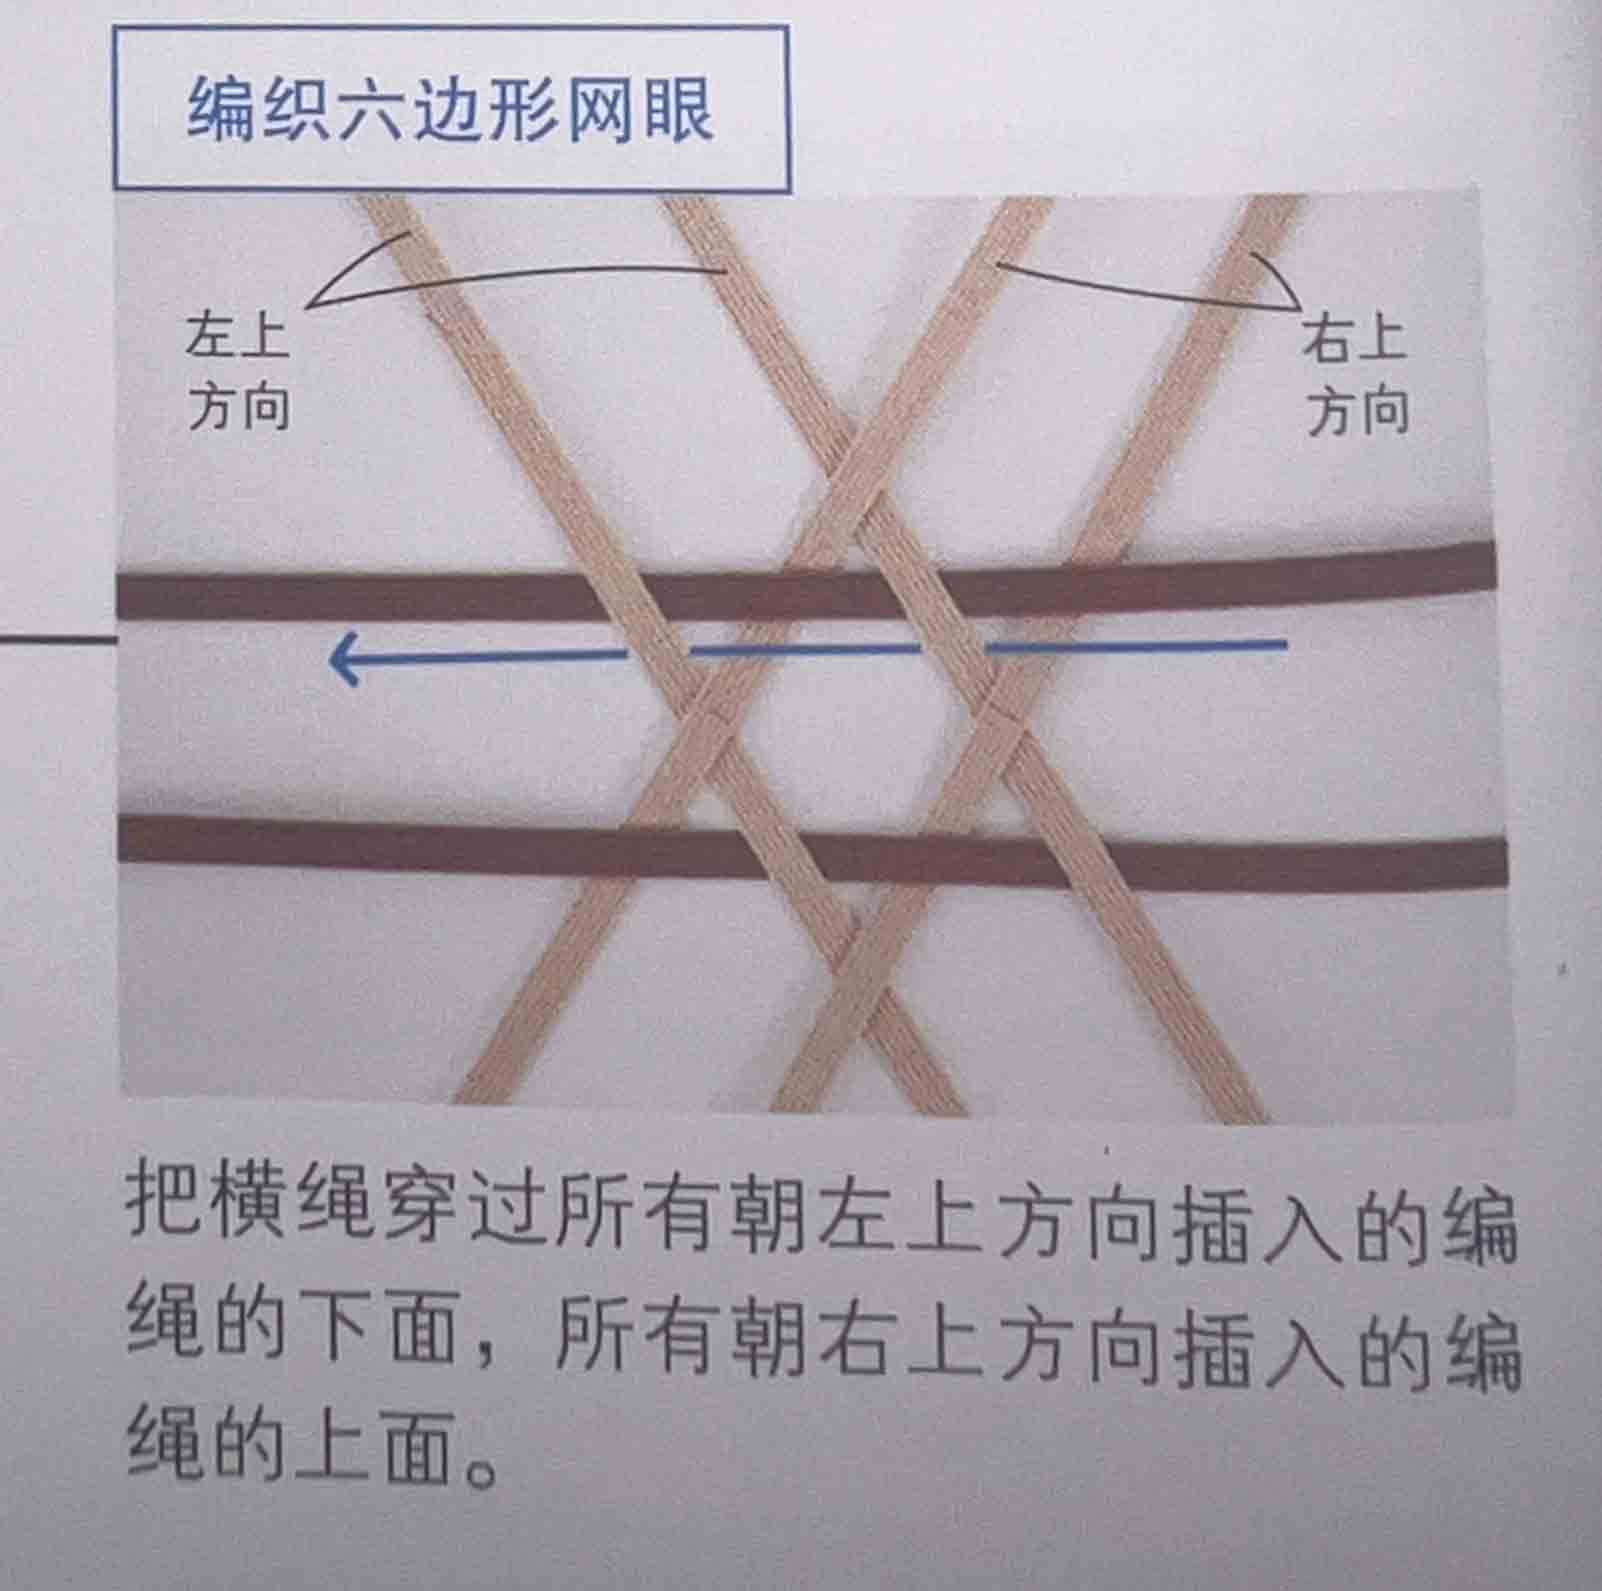 编织六边形网眼
左上
方向
右上
方向
把横绳穿过所有朝左上方向插入的编
绳的下面，所有朝右上方向插入的编
绳的上面。